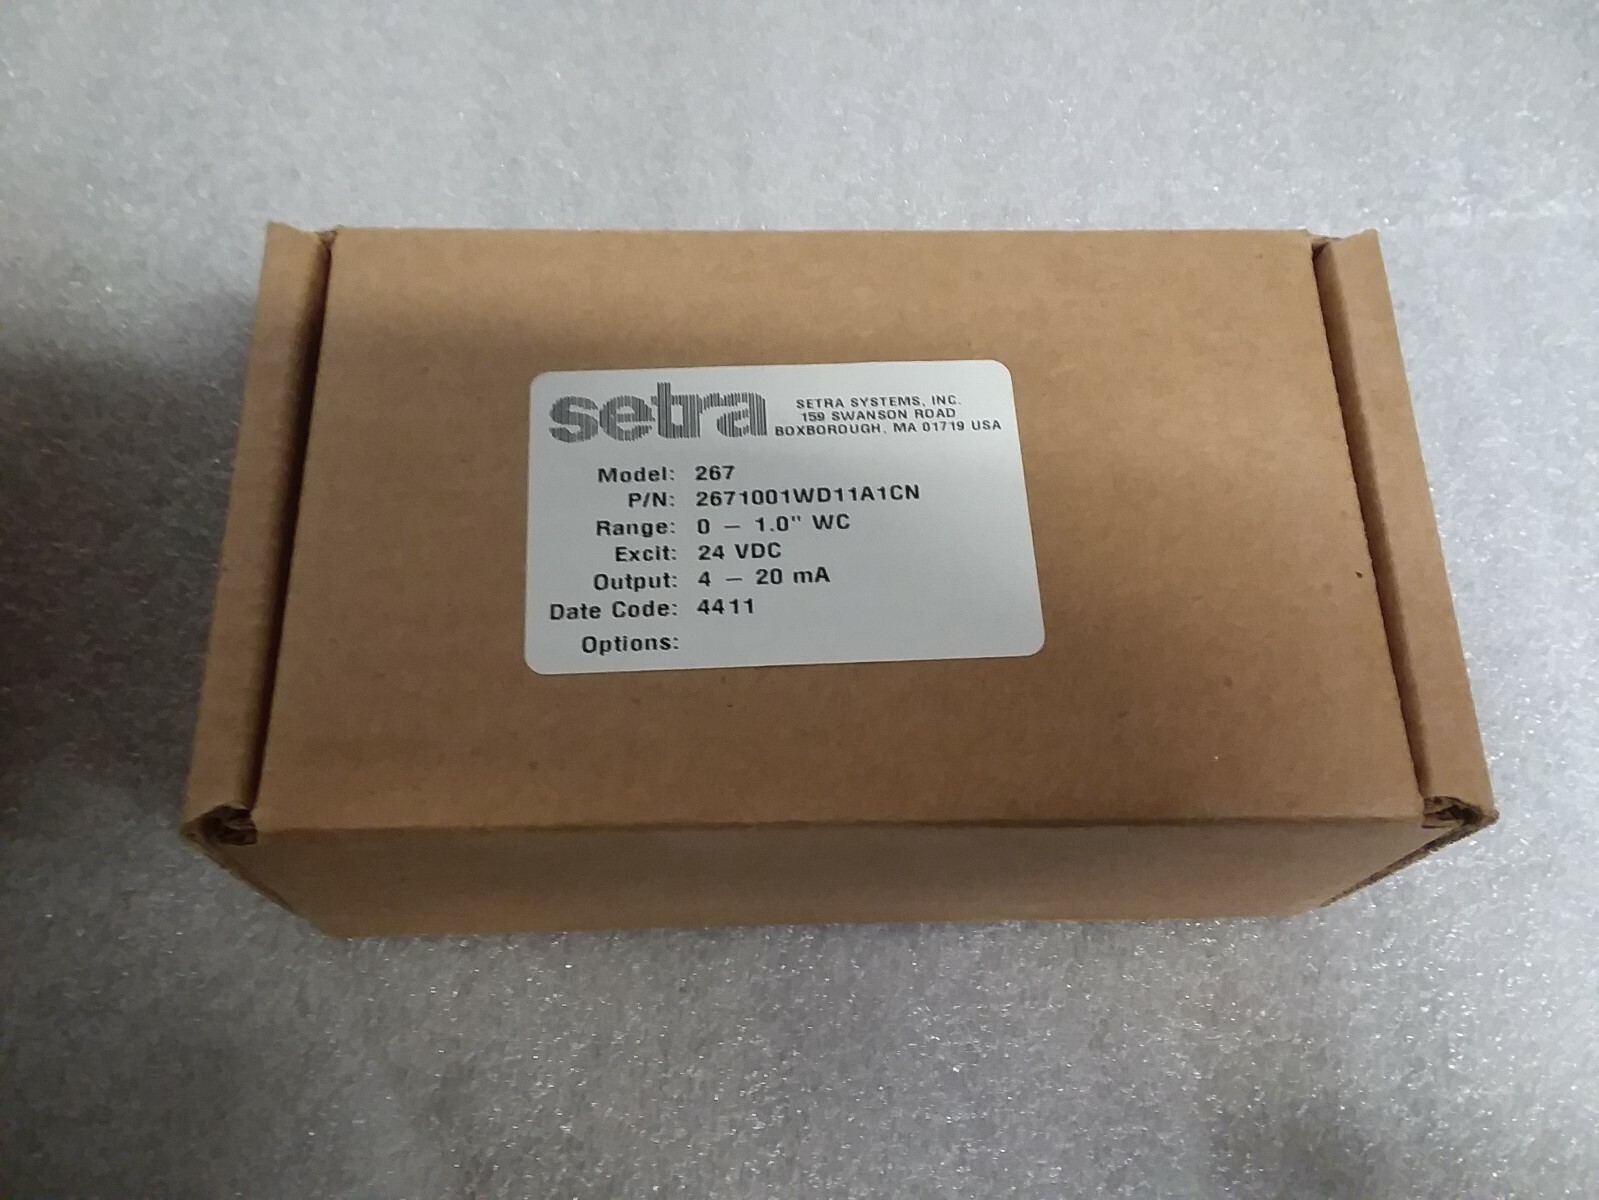 setra
SETRA SYSTEMS, INC.
159 SWANSON ROAD
BOXBOROUGH, MA 01719 USA
Model: 267
P/N: 2671001WD11A1CN
Range: 0 – 1.0" WC
Excit: 24 VDC
Output: 4 – 20 mA
Date Code: 4411
Options: